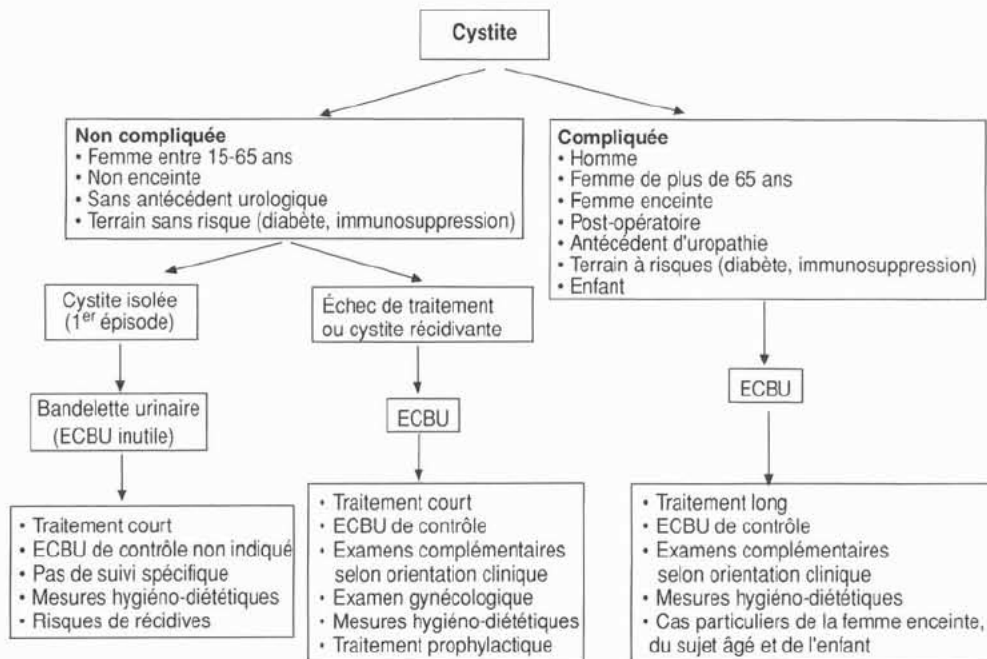 Cystite
Non compliquée
• Femme entre 15-65 ans
• Non enceinte
• Sans antécédent urologique
• Terrain sans risque (diabète, immunosuppression)
Compliquée
• Homme
• Femme de plus de 65 ans
• Femme enceinte
• Post-opératoire
• Antécédent d'uropathie
• Terrain à risques (diabète, immunosuppression)
• Enfant
Cystite isolée
(1er épisode)
Échec de traitement
ou cystite récidivante
Bandelette urinaire
(ECBU inutile)
ECBU
ECBU
• Traitement court
• ECBU de contrôle non indiqué
• Pas de suivi spécifique
• Mesures hygiéno-diététiques
• Risques de récidives
• Traitement court
• ECBU de contrôle
• Examens complémentaires
selon orientation clinique
• Examen gynécologique
• Mesures hygiéno-diététiques
• Traitement prophylactique
• Traitement long
• ECBU de contrôle
• Examens complémentaires
selon orientation clinique
• Mesures hygiéno-diététiques
• Cas particuliers de la femme enceinte,
du sujet âgé et de l'enfant